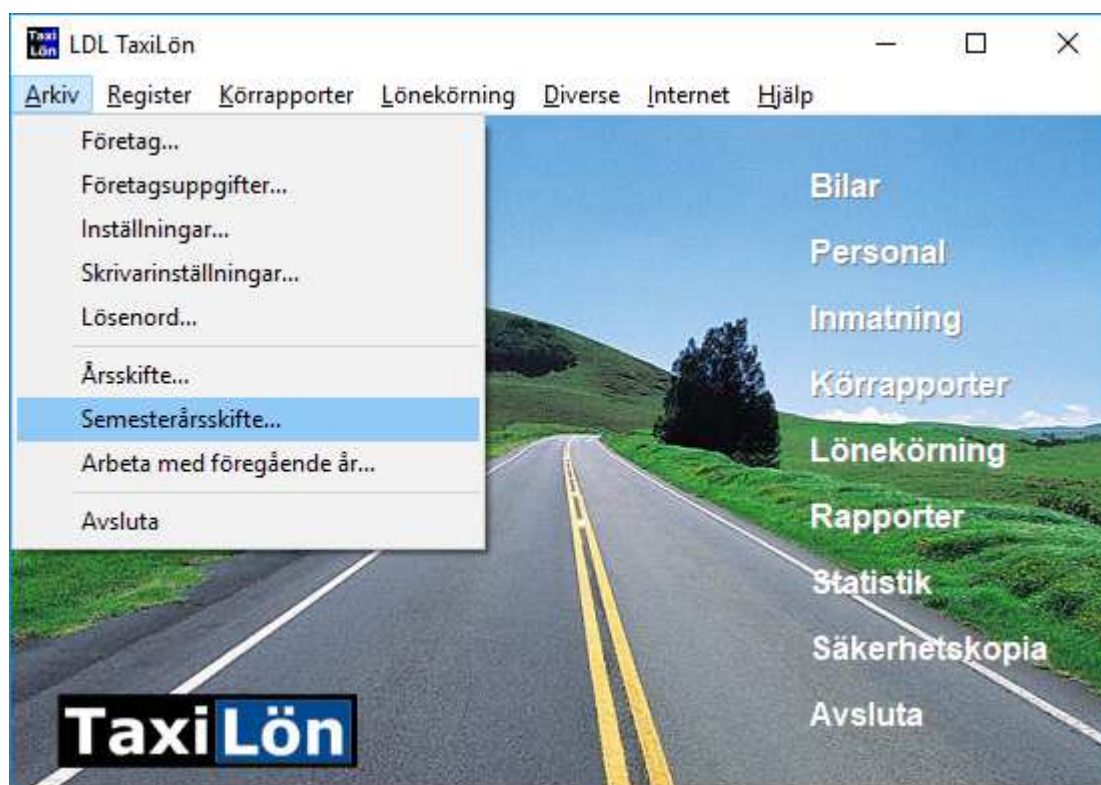 Taxi
Lön
LDL TaxiLön
Arkiv Register Körrapporter Lönekörning Diverse Internet Hjälp
Företag...
Företagsuppgifter...
Inställningar...
Skrivarinställningar...
Lösenord...
Årsskifte...
Semesterårsskifte...
Arbeta med föregående år...
Avsluta
Bilar
Personal
Inmatning
Körrapporter
Lönekörning
Rapporter
Statistik
Säkerhetskopia
Avsluta
TaxiLön